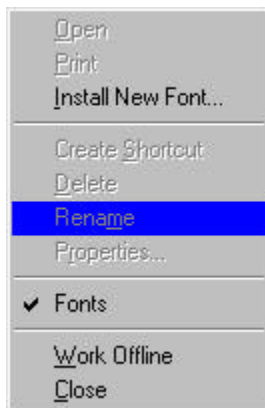 Open
Print
Install New Font...
Create Shortcut
Delete
Rename
Properties...
Fonts
Work Offline
Close